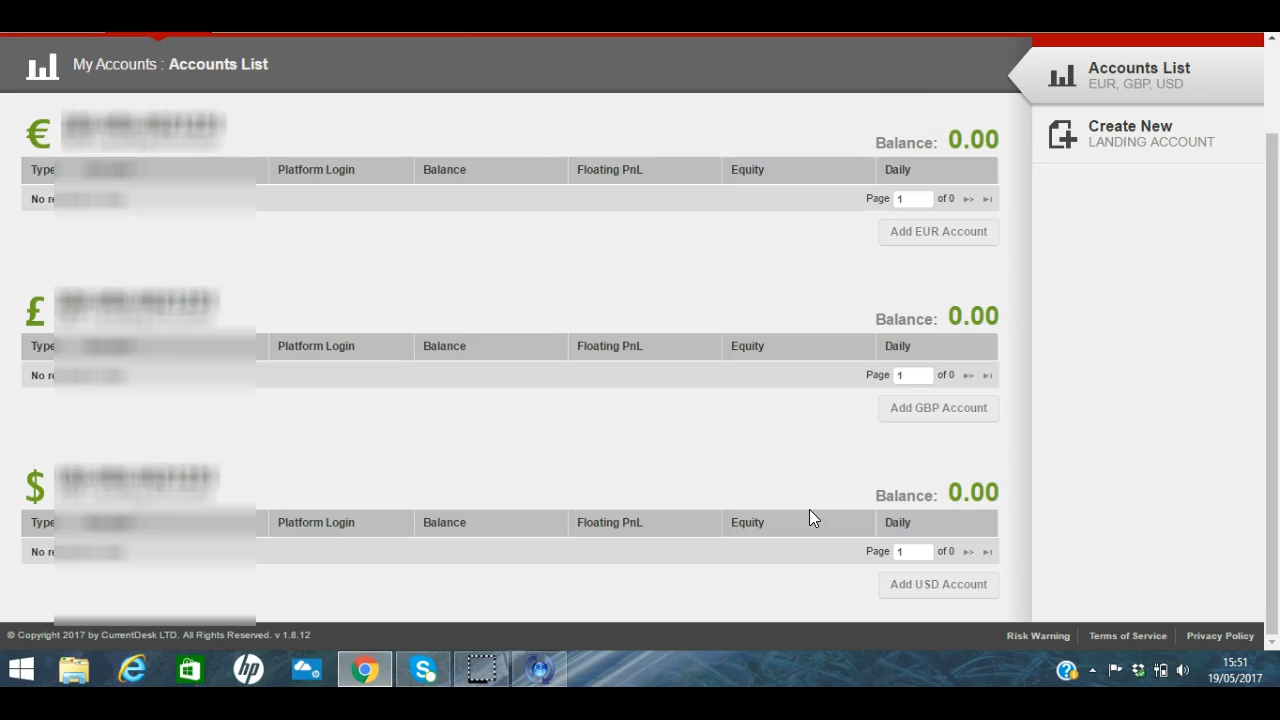 My Accounts : Accounts List
Accounts List
EUR, GBP, USD
Create New
LANDING ACCOUNT
€
Balance: 0.00
Type Platform Login Balance Floating PnL Equity Daily
No Page 1 of 0
Add EUR Account
£
Balance: 0.00
Type Platform Login Balance Floating PnL Equity Daily
No Page 1 of 0
Add GBP Account
$
Balance: 0.00
Type Platform Login Balance Floating PnL Equity Daily
No Page 1 of 0
Add USD Account
© Copyright 2017 by CurrentDesk LTD. All Rights Reserved. v 1.8.12
Risk Warning Terms of Service Privacy Policy
hp
15:51
19/05/2017